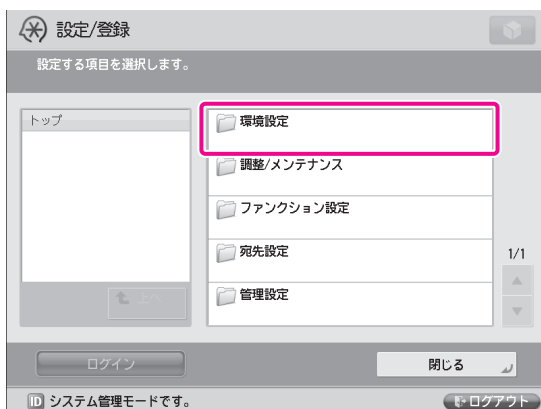 設定/登録
設定する項目を選択します。
トップ
環境設定
調整/メンテナンス
ファンクション設定
宛先設定
1/1
管理設定
上へ
ログイン
閉じる
ID システム管理モードです。
ログアウト